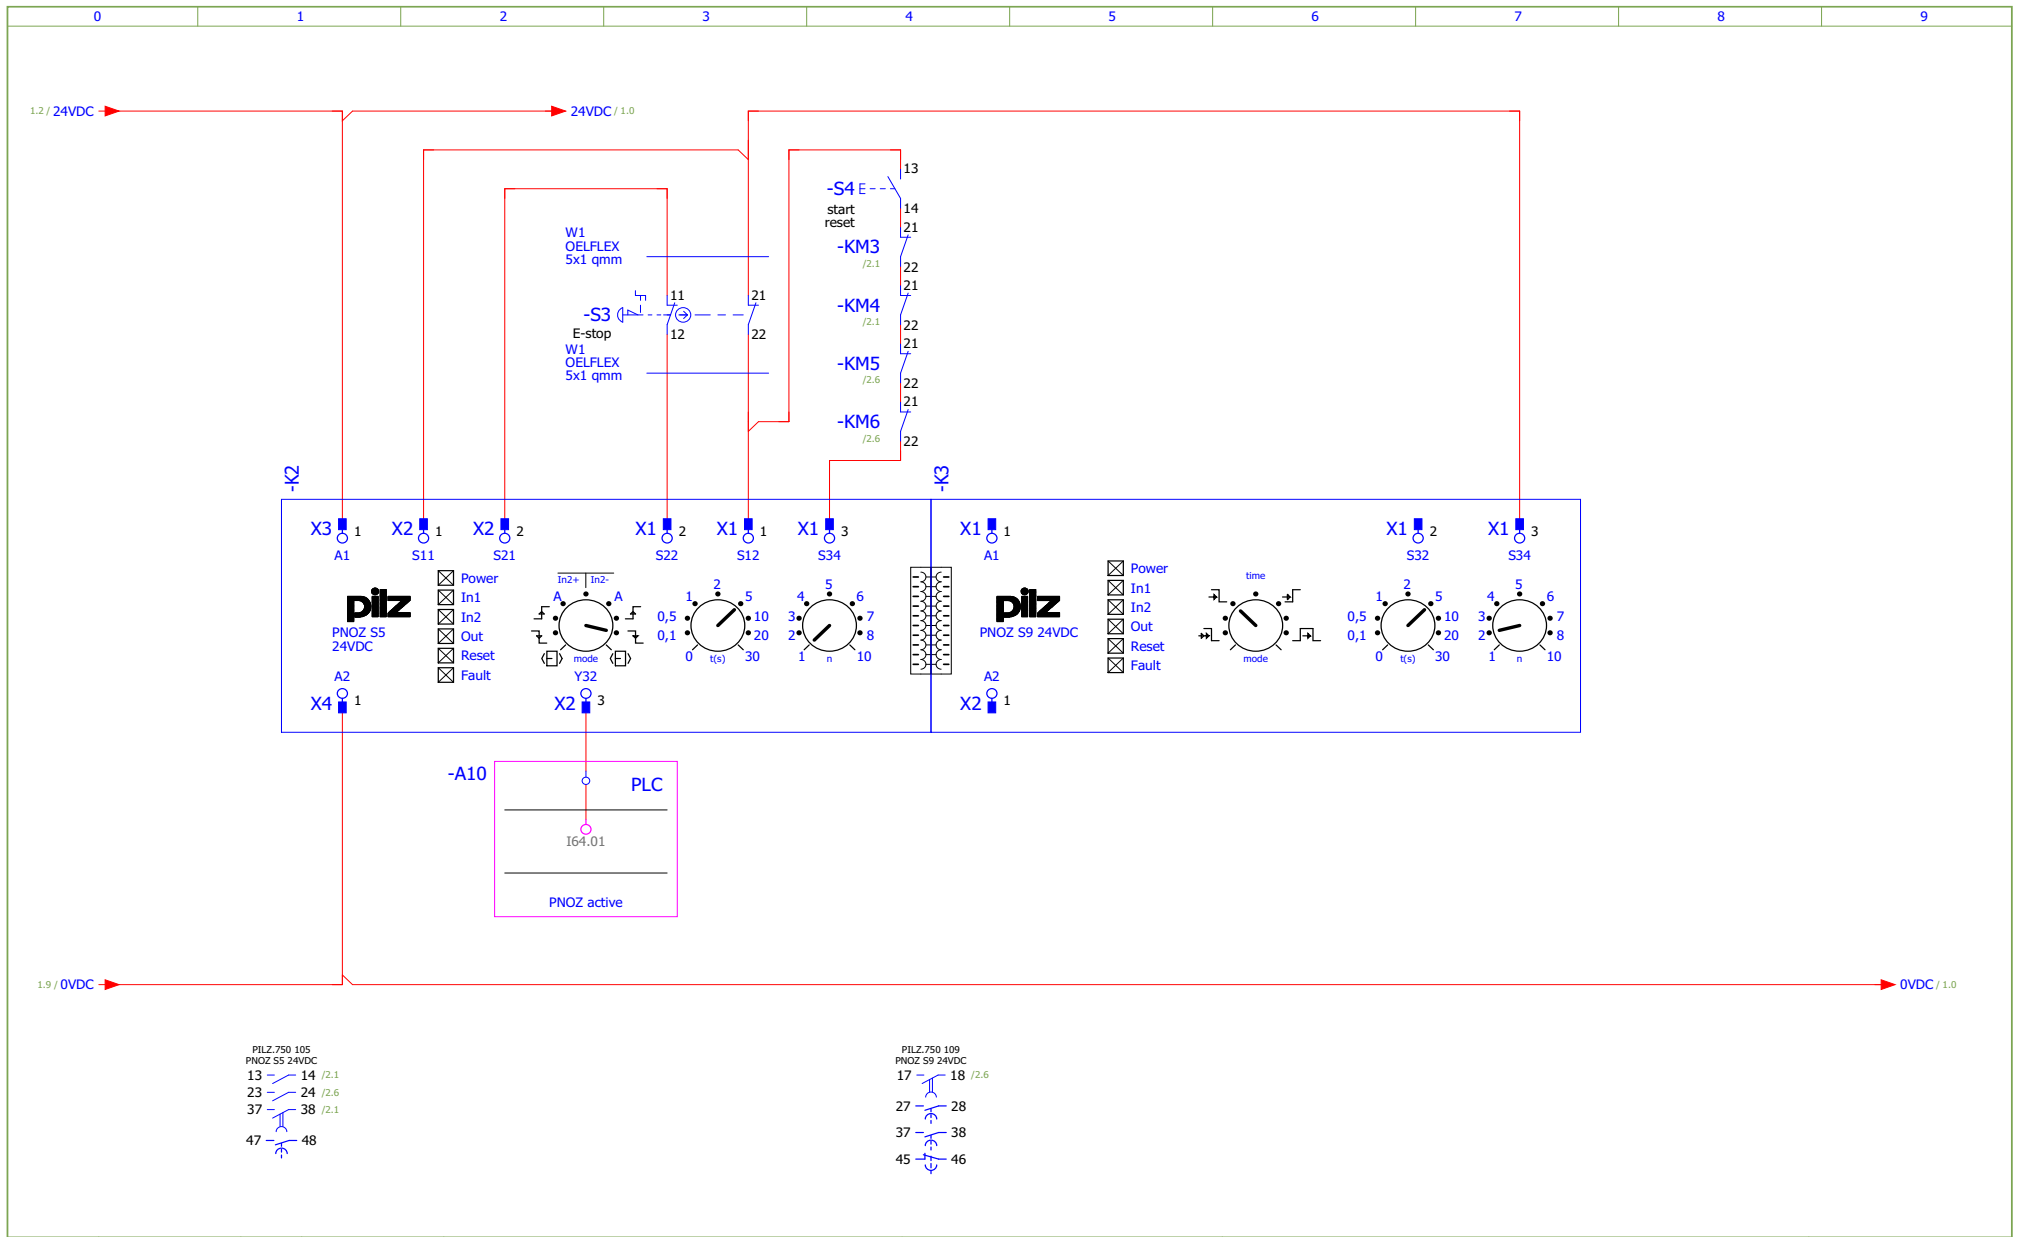 0 1 2 3 4 5 6 7 8 9
1.2 / 24VDC
24VDC / 1.0
13
-S4
14
start
reset
21
-KM3
/2.1
22
W1
OELFLEX
5x1 qmm
21
-KM4
/2.1
22
11
21
-S3
E-stop
12
22
W1
OELFLEX
5x1 qmm
21
-KM5
/2.6
22
21
-KM6
/2.6
22
-K2
-K3
X3 1
A1
X2 1
S11
X2 2
S21
X1 2
S22
X1 1
S12
X1 3
S34
pilz
PNOZ S5
24VDC
Power
In1
In2
Out
Reset
Fault
In2+ In2-
A A
mode
0 0,1 0,5 1 2 5 10 20 30
t(s)
1 2 3 4 5 6 7 8 10
n
A2
X4 1
Y32
X2 3
X1 1
A1
X1 2
S32
X1 3
S34
pilz
PNOZ S9 24VDC
Power
In1
In2
Out
Reset
Fault
time
mode
0 0,1 0,5 1 2 5 10 20 30
t(s)
1 2 3 4 5 6 7 8 10
n
A2
X2 1
-A10
PLC
I64.01
PNOZ active
1.9 / 0VDC
0VDC / 1.0
PILZ.750 105
PNOZ S5 24VDC
13 14 /2.1
23 24 /2.6
37 38 /2.1
47 48
PILZ.750 109
PNOZ S9 24VDC
17 18 /2.6
27 28
37 38
45 46